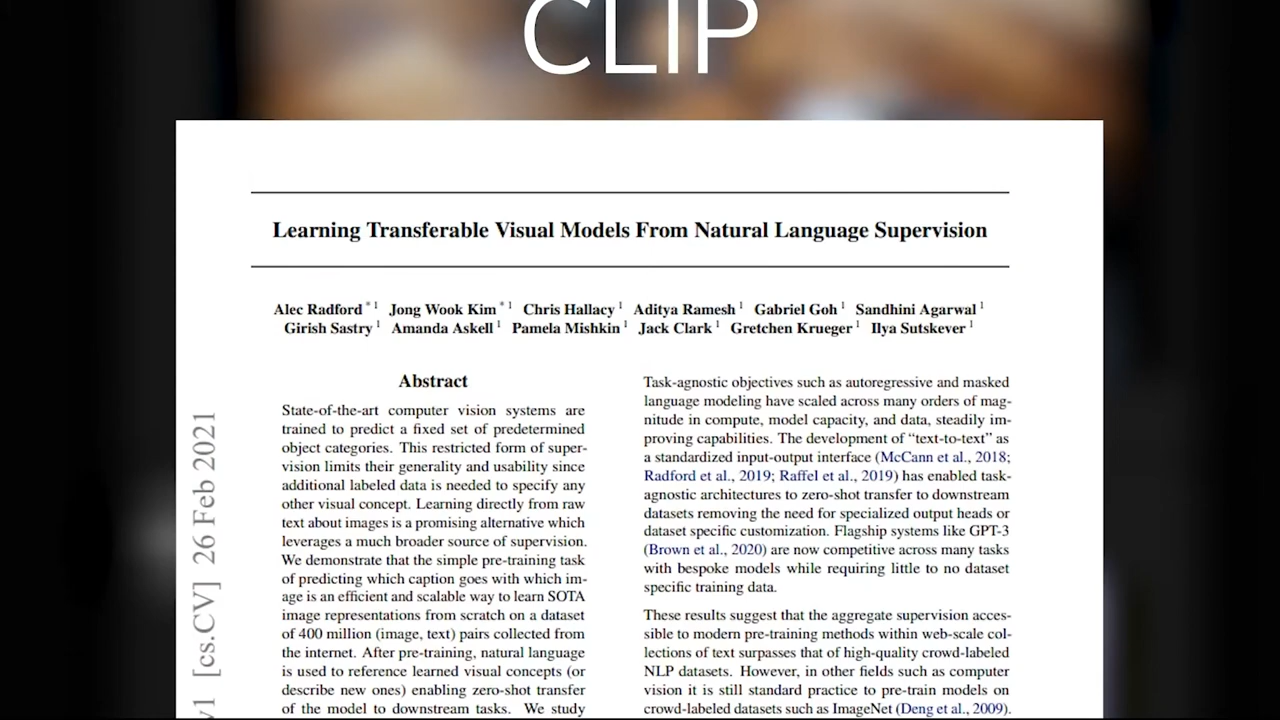 CLIP
Learning Transferable Visual Models From Natural Language Supervision
Alec Radford * 1 Jong Wook Kim * 1 Chris Hallacy 1 Aditya Ramesh 1 Gabriel Goh 1 Sandhini Agarwal 1
Girish Sastry 1 Amanda Askell 1 Pamela Mishkin 1 Jack Clark 1 Gretchen Krueger 1 Ilya Sutskever 1
Abstract
State-of-the-art computer vision systems are
trained to predict a fixed set of predetermined
object categories. This restricted form of super-
vision limits their generality and usability since
additional labeled data is needed to specify any
other visual concept. Learning directly from raw
text about images is a promising alternative which
leverages a much broader source of supervision.
We demonstrate that the simple pre-training task
of predicting which caption goes with which im-
age is an efficient and scalable way to learn SOTA
image representations from scratch on a dataset
of 400 million (image, text) pairs collected from
the internet. After pre-training, natural language
is used to reference learned visual concepts (or
describe new ones) enabling zero-shot transfer
of the model to downstream tasks. We study
Task-agnostic objectives such as autoregressive and masked
language modeling have scaled across many orders of mag-
nitude in compute, model capacity, and data, steadily im-
proving capabilities. The development of “text-to-text” as
a standardized input-output interface (McCann et al., 2018;
Radford et al., 2019; Raffel et al., 2019) has enabled task-
agnostic architectures to zero-shot transfer to downstream
datasets removing the need for specialized output heads or
dataset specific customization. Flagship systems like GPT-3
(Brown et al., 2020) are now competitive across many tasks
with bespoke models while requiring little to no dataset
specific training data.
These results suggest that the aggregate supervision acces-
sible to modern pre-training methods within web-scale col-
lections of text surpasses that of high-quality crowd-labeled
NLP datasets. However, in other fields such as computer
vision it is still standard practice to pre-train models on
crowd-labeled datasets such as ImageNet (Deng et al., 2009).
v1 [cs.CV] 26 Feb 2021